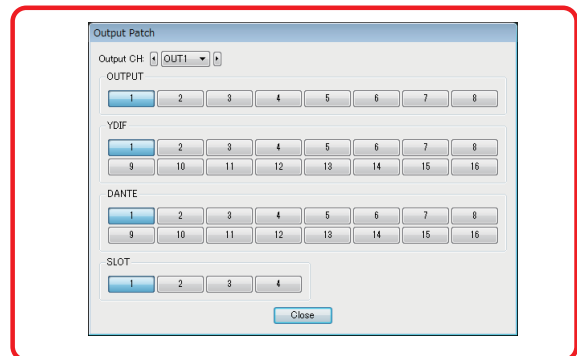 Output Patch
Output CH: OUT1
OUTPUT
1 2 3 4 5 6 7 8
YDIF
1 2 3 4 5 6 7 8
9 10 11 12 13 14 15 16
DANTE
1 2 3 4 5 6 7 8
9 10 11 12 13 14 15 16
SLOT
1 2 3 4
Close